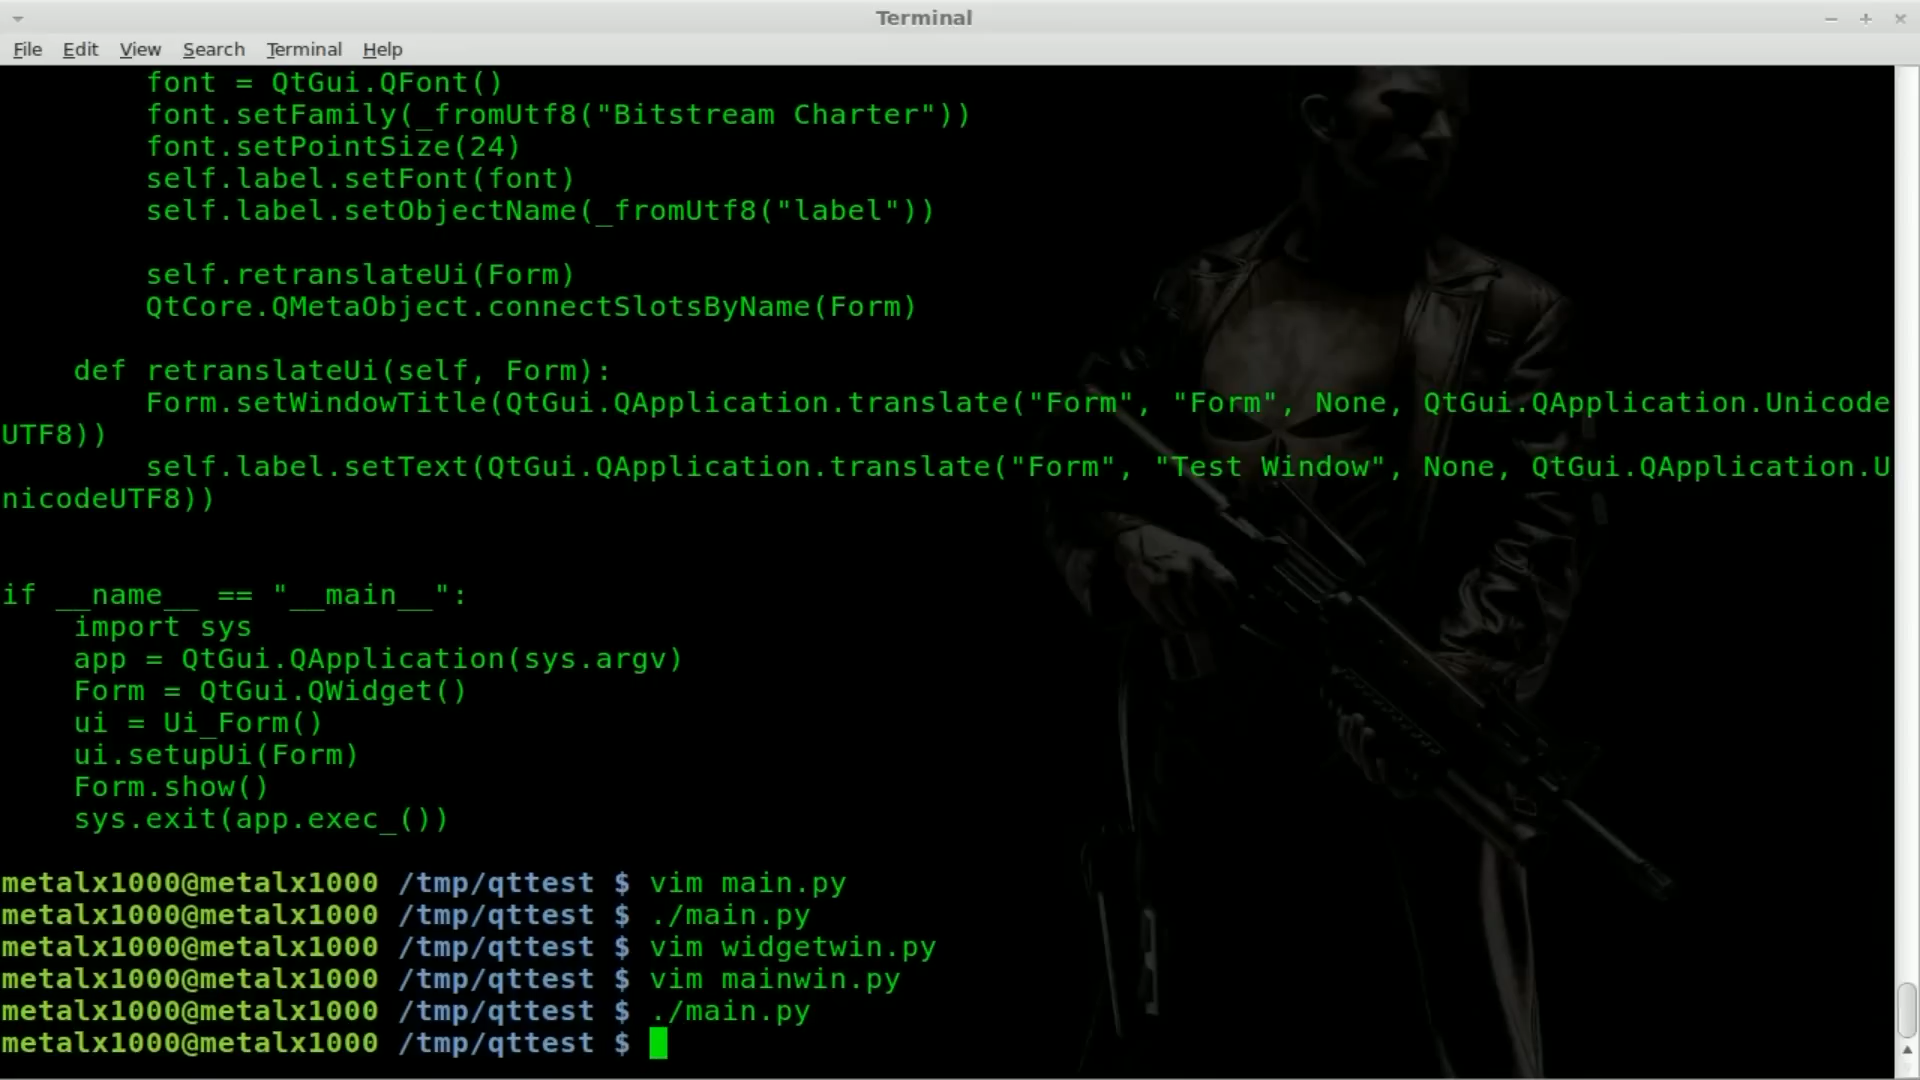 Terminal
File Edit View Search Terminal Help
        font = QtGui.QFont()
        font.setFamily(_fromUtf8("Bitstream Charter"))
        font.setPointSize(24)
        self.label.setFont(font)
        self.label.setObjectName(_fromUtf8("label"))

        self.retranslateUi(Form)
        QtCore.QMetaObject.connectSlotsByName(Form)

    def retranslateUi(self, Form):
        Form.setWindowTitle(QtGui.QApplication.translate("Form", "Form", None, QtGui.QApplication.Unicode
UTF8))
        self.label.setText(QtGui.QApplication.translate("Form", "Test Window", None, QtGui.QApplication.U
nicodeUTF8))

if __name__ == "__main__":
    import sys
    app = QtGui.QApplication(sys.argv)
    Form = QtGui.QWidget()
    ui = Ui_Form()
    ui.setupUi(Form)
    Form.show()
    sys.exit(app.exec_())

metalx1000@metalx1000 /tmp/qttest $ vim main.py
metalx1000@metalx1000 /tmp/qttest $ ./main.py
metalx1000@metalx1000 /tmp/qttest $ vim widgetwin.py
metalx1000@metalx1000 /tmp/qttest $ vim mainwin.py
metalx1000@metalx1000 /tmp/qttest $ ./main.py
metalx1000@metalx1000 /tmp/qttest $